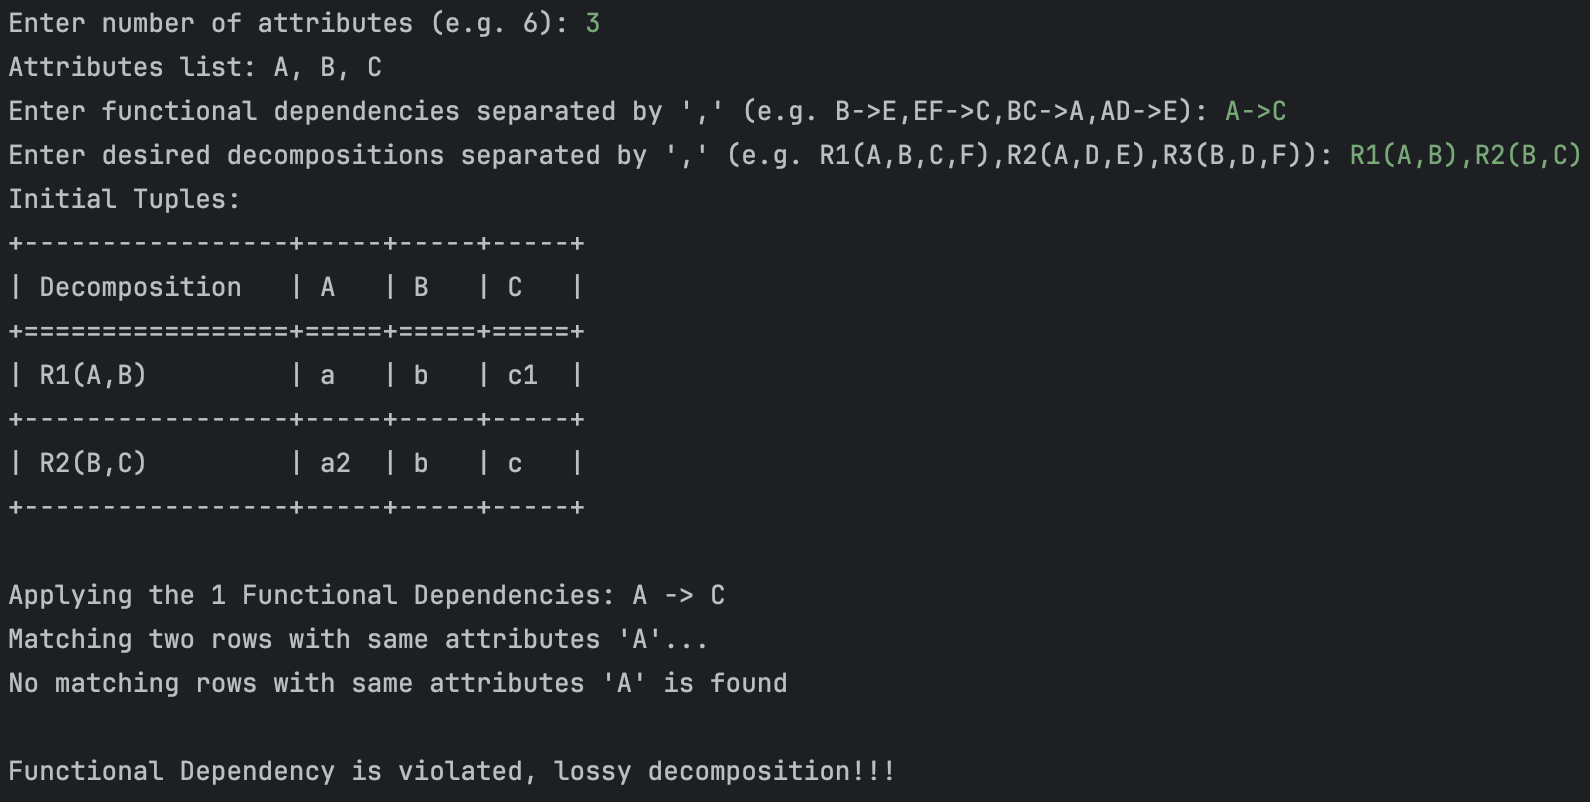 Enter number of attributes (e.g. 6): 3
Attributes list: A, B, C
Enter functional dependencies separated by ',' (e.g. B->E,EF->C,BC->A,AD->E): A->C
Enter desired decompositions separated by ',' (e.g. R1(A,B,C,F),R2(A,D,E),R3(B,D,F)): R1(A,B),R2(B,C)
Initial Tuples:
+-----------------+-----+-----+-----+
| Decomposition   | A   | B   | C   |
+=================+=====+=====+=====+
| R1(A,B)         | a   | b   | c1  |
+-----------------+-----+-----+-----+
| R2(B,C)         | a2  | b   | c   |
+-----------------+-----+-----+-----+
Applying the 1 Functional Dependencies: A -> C
Matching two rows with same attributes 'A'...
No matching rows with same attributes 'A' is found
Functional Dependency is violated, lossy decomposition!!!